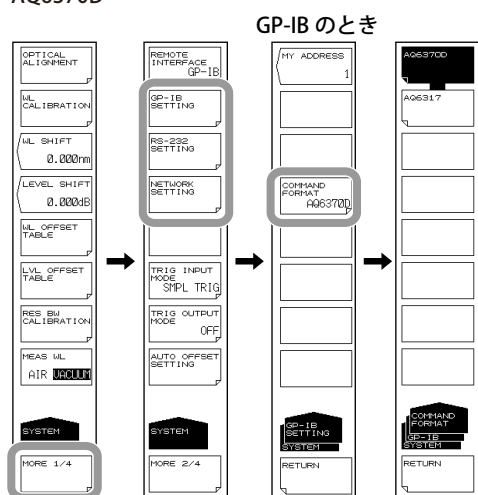 AQ6370D
GP-IB のとき
OPTICAL
ALIGNMENT
WL
CALIBRATION
WL SHIFT
0.000nm
LEVEL SHIFT
0.000dB
WL OFFSET
TABLE
LVL OFFSET
TABLE
RES BW
CALIBRATION
MEAS WL
AIR VACUUM
SYSTEM
MORE 1/4
REMOTE
INTERFACE
GP-IB
GP-IB
SETTING
RS-232
SETTING
NETWORK
SETTING
TRIG INPUT
MODE
SMPL TRIG
TRIG OUTPUT
MODE
OFF
AUTO OFFSET
SETTING
SYSTEM
MORE 2/4
MY ADDRESS
1
COMMAND
FORMAT
AQ6370D
GP-IB
SETTING
SYSTEM
RETURN
AQ6370D
AQ6317
COMMAND
FORMAT
GP-IB
SYSTEM
RETURN